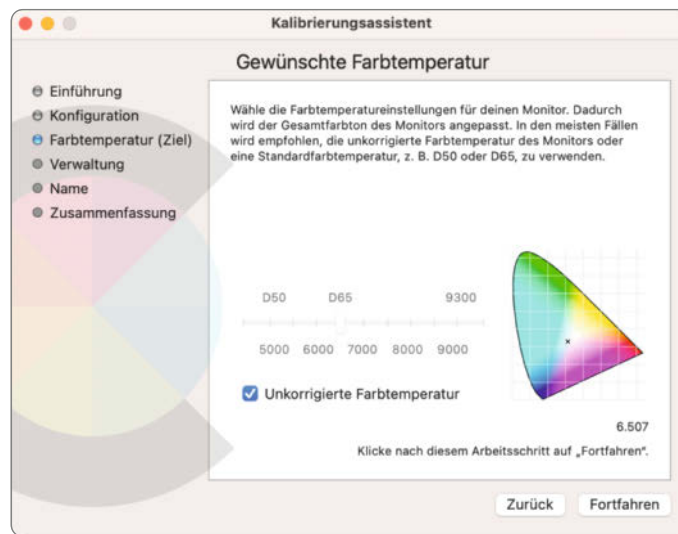 Kalibrierungsassistent
Gewünschte Farbtemperatur
Einführung
Konfiguration
Farbtemperatur (Ziel)
Verwaltung
Name
Zusammenfassung
Wähle die Farbtemperatureinstellungen für deinen Monitor. Dadurch
wird der Gesamtfarbton des Monitors angepasst. In den meisten Fällen
wird empfohlen, die unkorrigierte Farbtemperatur des Monitors oder
eine Standardfarbtemperatur, z. B. D50 oder D65, zu verwenden.
D50 D65 9300
5000 6000 7000 8000 9000
Unkorrigierte Farbtemperatur
6.507
Klicke nach diesem Arbeitsschritt auf „Fortfahren“.
Zurück Fortfahren